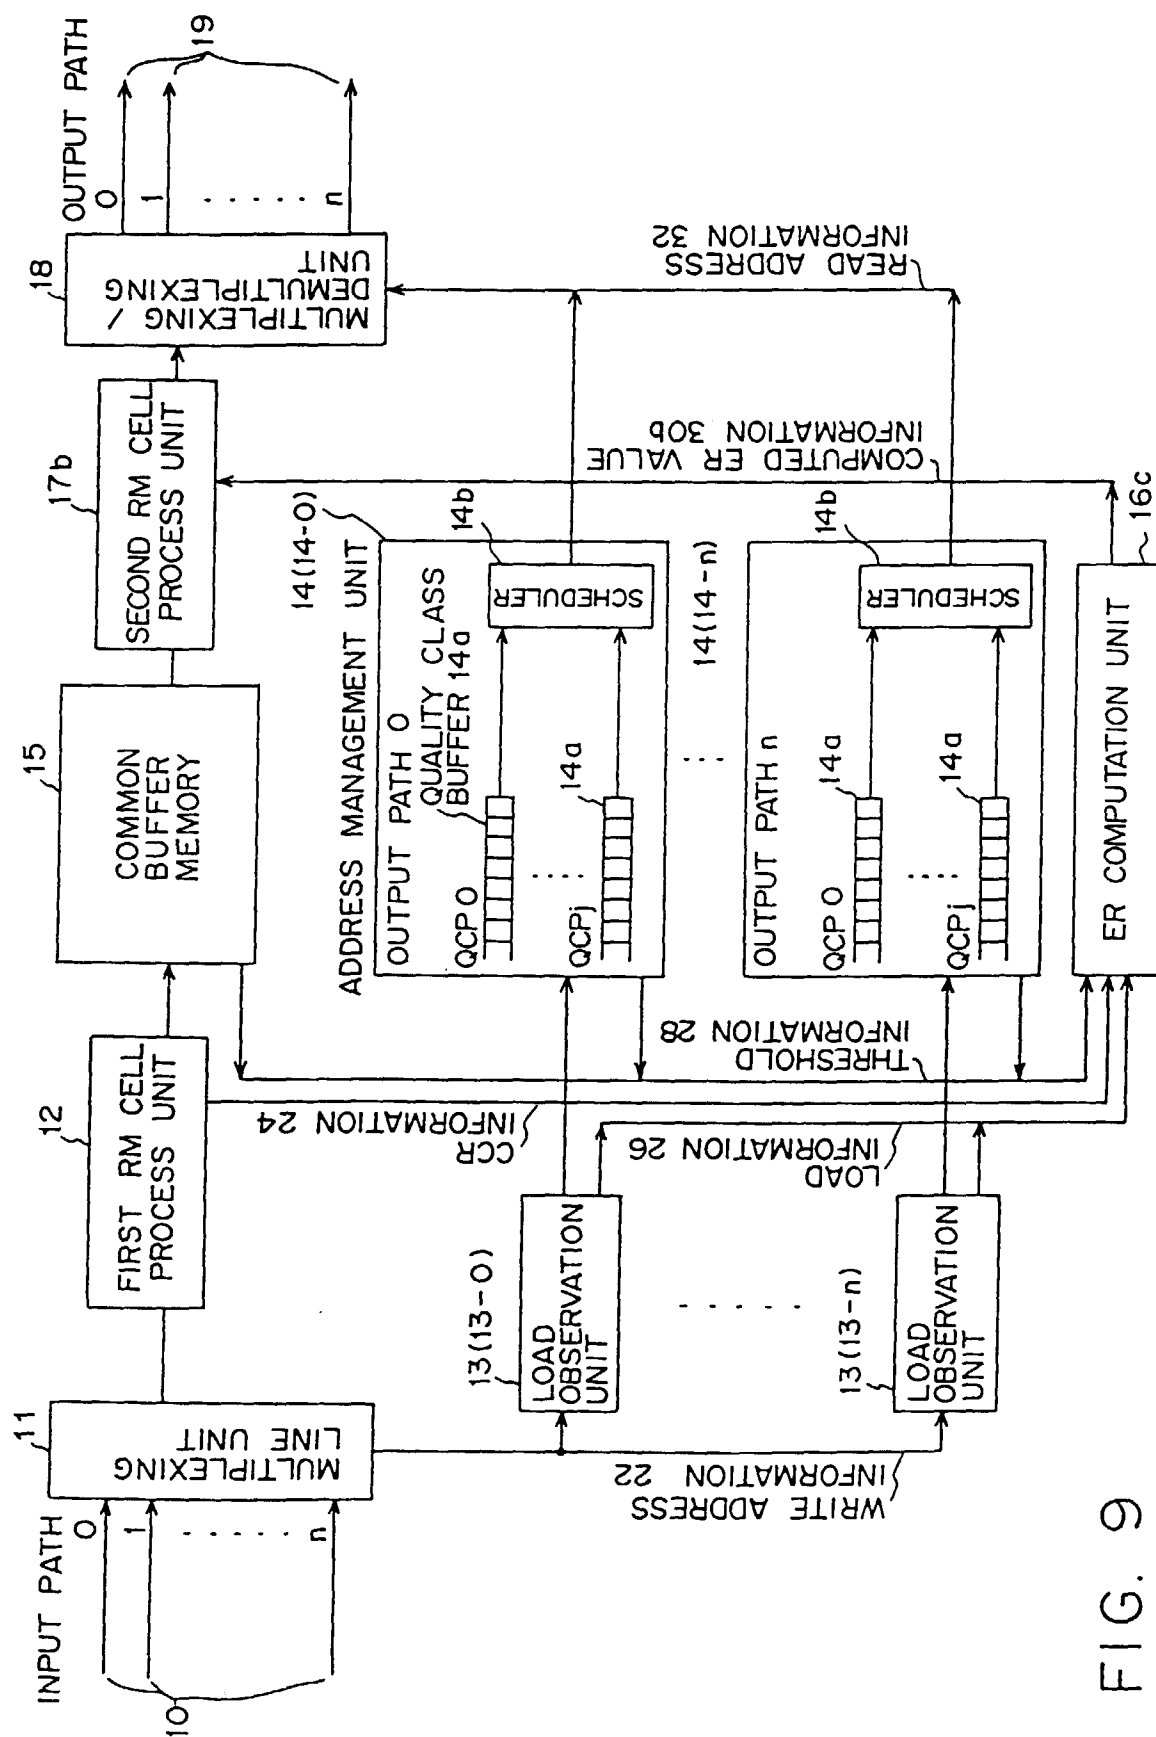 INPUT PATH
0
1
n
10
11
MULTIPLEXING
LINE UNIT
12
FIRST RM CELL
PROCESS UNIT
15
COMMON
BUFFER
MEMORY
17b
SECOND RM CELL
PROCESS UNIT
18
MULTIPLEXING /
DEMULTIPLEXING
UNIT
OUTPUT PATH
0
1
n
19
WRITE ADDRESS
INFORMATION 22
13(13-0)
LOAD
OBSERVATION
UNIT
13(13-n)
LOAD
OBSERVATION
UNIT
CCR
INFORMATION 24
LOAD
INFORMATION 26
THRESHOLD
INFORMATION 28
ADDRESS MANAGEMENT UNIT
14(14-0)
OUTPUT PATH 0
QUALITY CLASS
BUFFER 14a
QCP 0
QCPj
14a
14b
SCHEDULER
14(14-n)
OUTPUT PATH n
QCP 0
14a
QCPj
14a
14b
SCHEDULER
COMPUTED ER VALUE
INFORMATION 30b
READ ADDRESS
INFORMATION 32
ER COMPUTATION UNIT
16c
FIG. 9